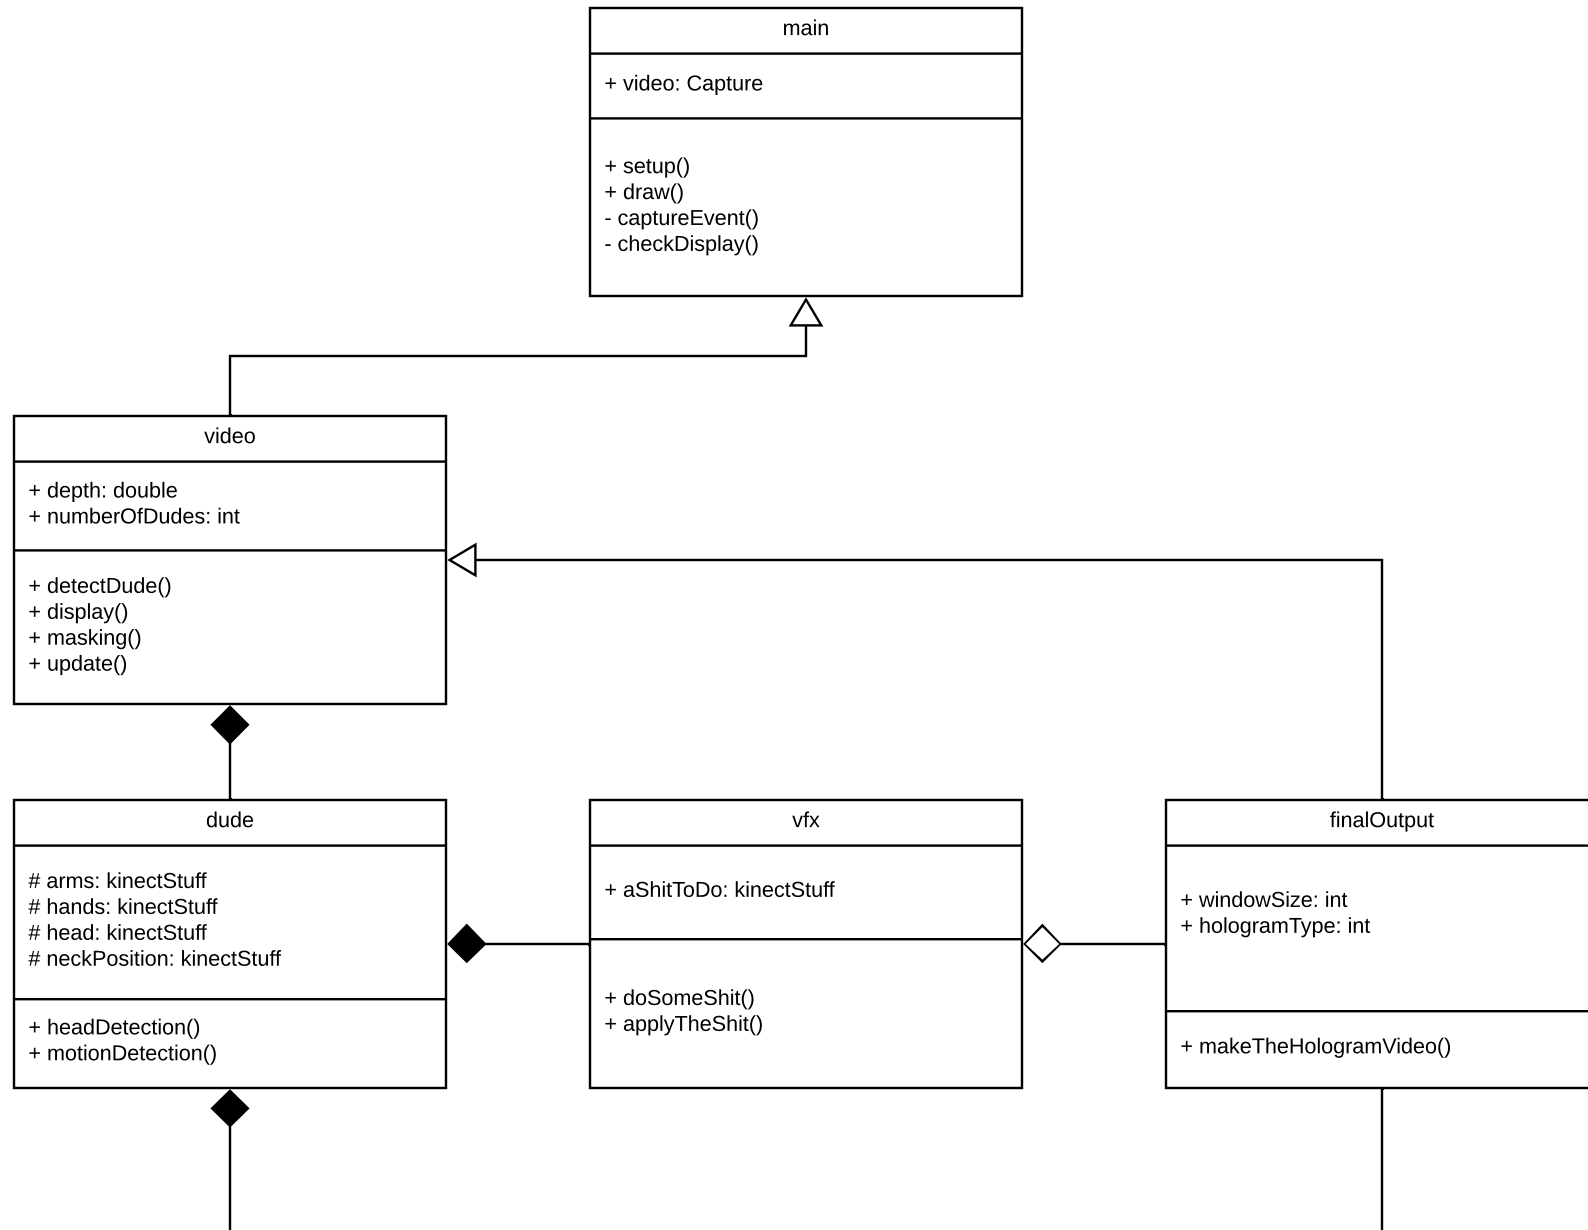 main
+ video: Capture
+ setup()
+ draw()
- captureEvent()
- checkDisplay()
video
+ depth: double
+ numberOfDudes: int
+ detectDude()
+ display()
+ masking()
+ update()
dude
# arms: kinectStuff
# hands: kinectStuff
# head: kinectStuff
# neckPosition: kinectStuff
+ headDetection()
+ motionDetection()
vfx
+ aShitToDo: kinectStuff
+ doSomeShit()
+ applyTheShit()
finalOutput
+ windowSize: int
+ hologramType: int
+ makeTheHologramVideo()